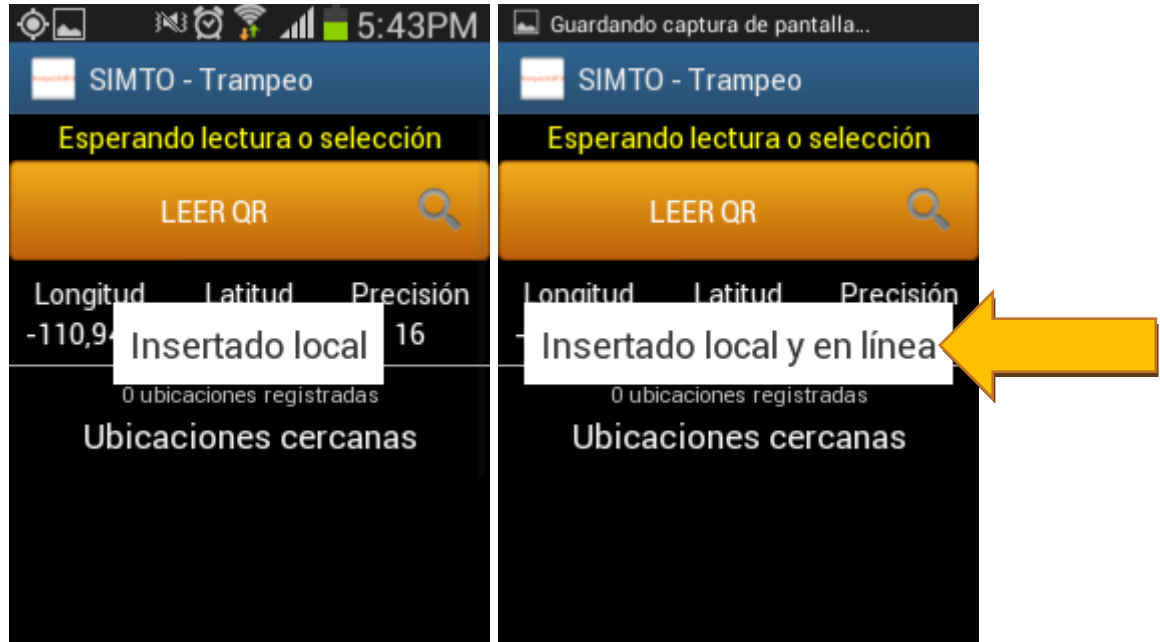 5:43PM
SIMTO - Trampeo
Esperando lectura o selección
LEER QR
Longitud Latitud Precisión
-110,94 16
Insertado local
0 ubicaciones registradas
Ubicaciones cercanas
Guardando captura de pantalla...
SIMTO - Trampeo
Esperando lectura o selección
LEER QR
Longitud Latitud Precisión
Insertado local y en línea
0 ubicaciones registradas
Ubicaciones cercanas